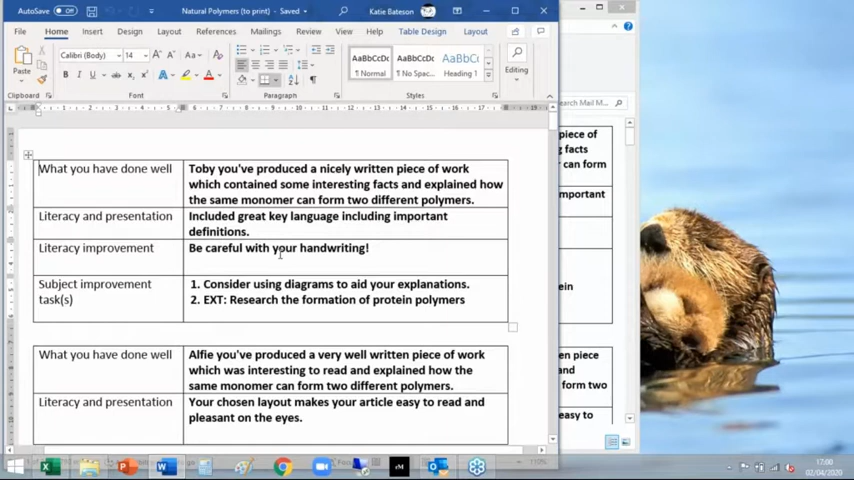 AutoSave Off
Natural Polymers (to print) - Saved
Katie Bateson
File Home Insert Draw Design Layout References Mailings Review View Help Table Design Layout
Calibri (Body) 14
Paste
Clipboard Font Paragraph Styles
AaBbCcDc AaBbCcDc AaBbC
¶ Normal ¶ No Spac... Heading 1
Editing
earch Mail M
What you have done well
Toby you've produced a nicely written piece of work
which contained some interesting facts and explained how
the same monomer can form two different polymers.
Literacy and presentation
Included great key language including important
definitions.
Literacy improvement
Be careful with your handwriting!
Subject improvement
task(s)
1. Consider using diagrams to aid your explanations.
2. EXT: Research the formation of protein polymers
What you have done well
Alfie you've produced a very well written piece of work
which was interesting to read and explained how the
same monomer can form two different polymers.
Literacy and presentation
Your chosen layout makes your article easy to read and
pleasant on the eyes.
piece of
facts
can form
important
ein
piece
and
form two
easy to
110%
17:00
02/04/2020